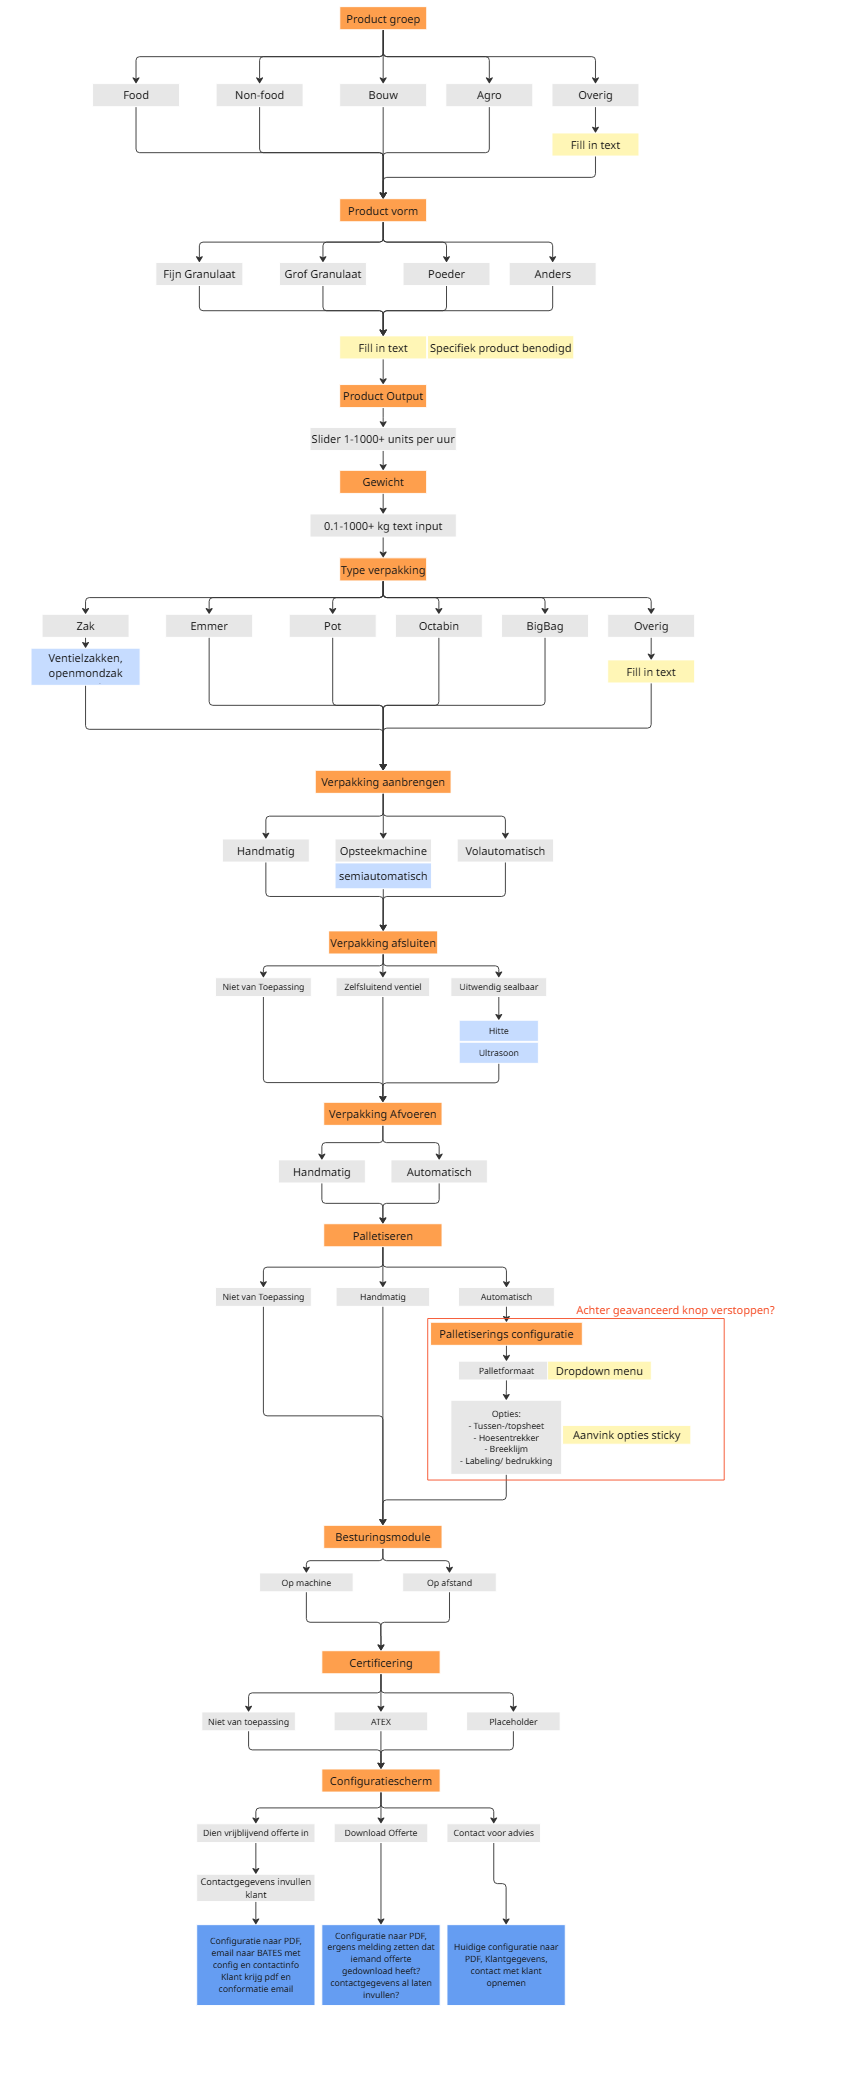 Product groep
Food
Non-food
Bouw
Agro
Overig
Fill in text
Product vorm
Fijn Granulaat
Grof Granulaat
Poeder
Anders
Fill in text
Specifiek product benodigd
Product Output
Slider 1-1000+ units per uur
Gewicht
0.1-1000+ kg text input
Type verpakking
Zak
Emmer
Pot
Octabin
BigBag
Overig
Ventielzakken,
openmondzak
Fill in text
Verpakking aanbrengen
Handmatig
Opsteekmachine
Volautomatisch
semiautomatisch
Verpakking afsluiten
Niet van Toepassing
Zelfsluitend ventiel
Uitwendig sealbaar
Hitte
Ultrasoon
Verpakking Afvoeren
Handmatig
Automatisch
Palletiseren
Niet van Toepassing
Handmatig
Automatisch
Achter geavanceerd knop verstoppen?
Palletiserings configuratie
Palletformaat
Dropdown menu
Opties:
- Tussen-/topsheet
- Hoesentrekker
- Breeklijm
- Labeling/ bedrukking
Aanvink opties sticky
Besturingsmodule
Op machine
Op afstand
Certificering
Niet van toepassing
ATEX
Placeholder
Configuratiescherm
Dien vrijblijvend offerte in
Download Offerte
Contact voor advies
Contactgegevens invullen
klant
Configuratie naar PDF,
email naar BATES met
config en contactinfo
Klant krijg pdf en
conformatie email
Configuratie naar PDF,
ergens melding zetten dat
iemand offerte
gedownload heeft?
contactgegevens al laten
invullen?
Huidige configuratie naar
PDF, Klantgegevens,
contact met klant
opnemen